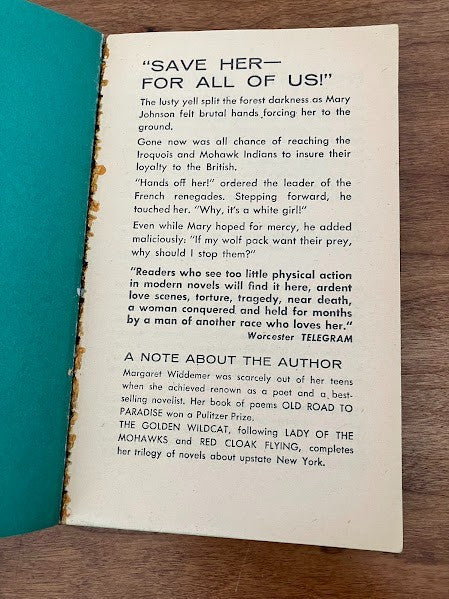 "SAVE HER—
FOR ALL OF US!"
The lusty yell split the forest darkness as Mary
Johnson felt brutal hands forcing her to the
ground.
Gone now was all chance of reaching the
Iroquois and Mohawk Indians to insure their
loyalty to the British.
"Hands off her!" ordered the leader of the
French renegades. Stepping forward, he
touched her. "Why, it's a white girl!"
Even while Mary hoped for mercy, he added
maliciously: "If my wolf pack want their prey,
why should I stop them?"
"Readers who see too little physical action
in modern novels will find it here, ardent
love scenes, torture, tragedy, near death,
a woman conquered and held for months
by a man of another race who loves her."
Worcester TELEGRAM
A NOTE ABOUT THE AUTHOR
Margaret Widdemer was scarcely out of her teens
when she achieved renown as a poet and a best-
selling novelist. Her book of poems OLD ROAD TO
PARADISE won a Pulitzer Prize.
THE GOLDEN WILDCAT, following LADY OF THE
MOHAWKS and RED CLOAK FLYING, completes
her trilogy of novels about upstate New York.